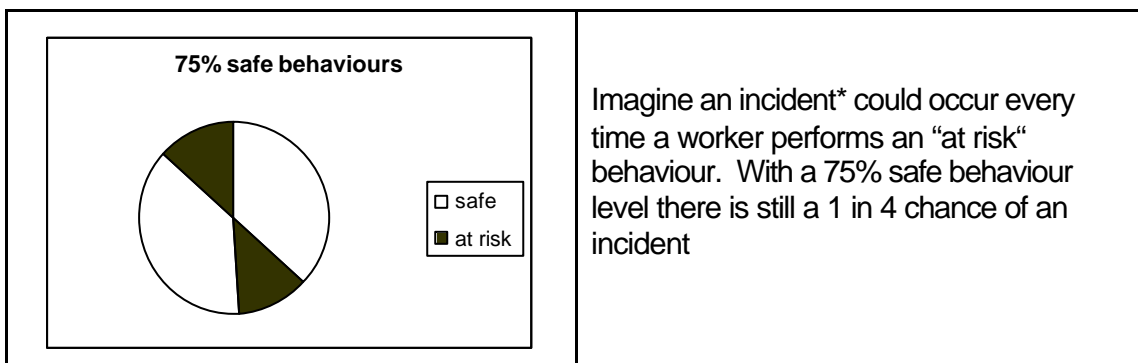 75% safe behaviours
safe
at risk
Imagine an incident* could occur every
time a worker performs an “at risk“
behaviour.  With a 75% safe behaviour
level there is still a 1 in 4 chance of an
incident